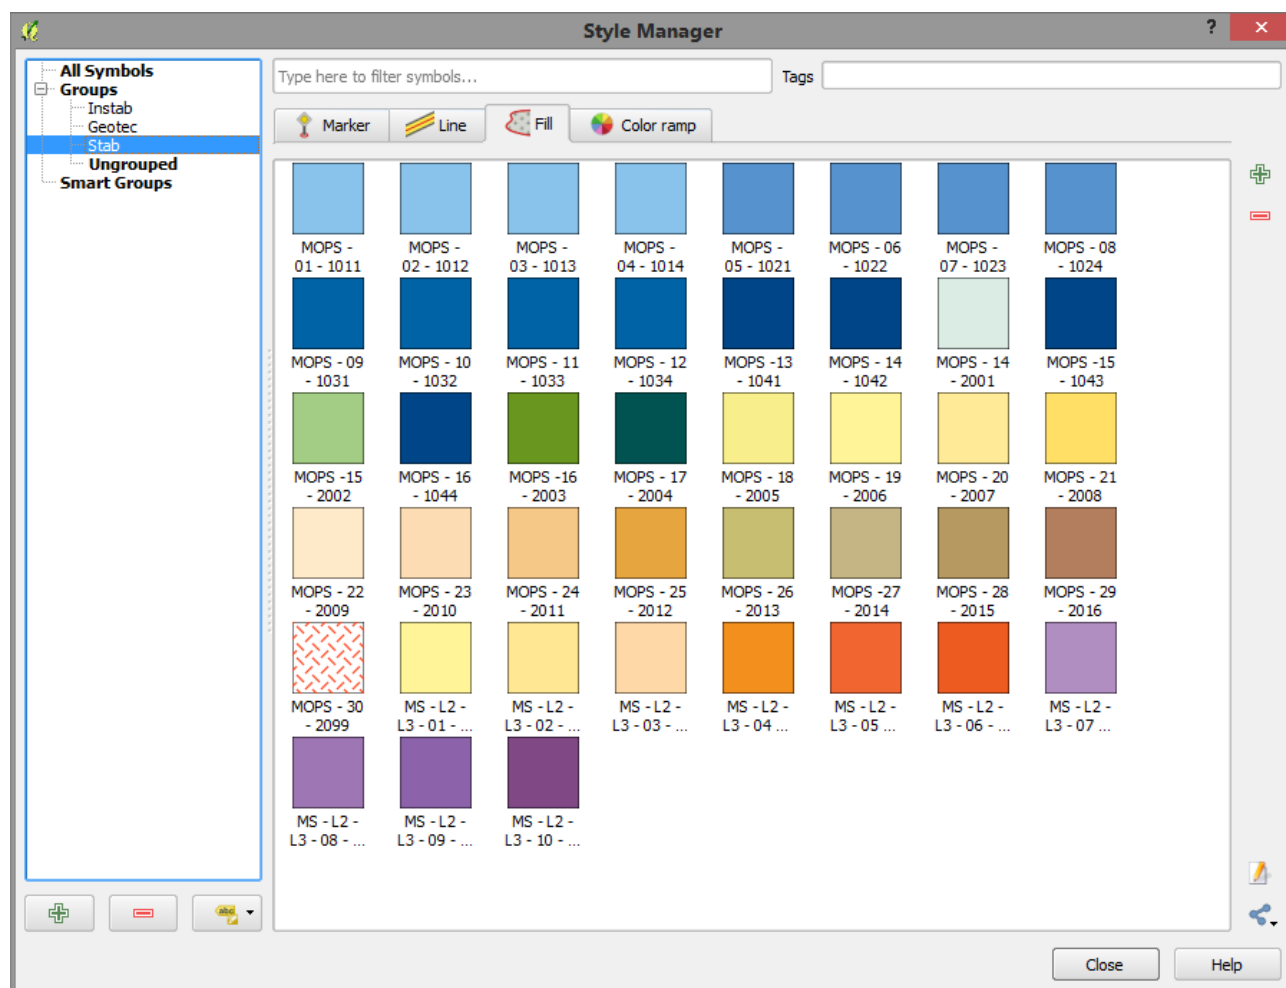 Style Manager
?
All Symbols
Groups
Instab
Geotec
Stab
Ungrouped
Smart Groups
Type here to filter symbols...
Tags
Marker
Line
Fill
Color ramp
MOPS - MOPS - MOPS - MOPS - MOPS - MOPS - 06 MOPS - MOPS - 08
01 - 1011 02 - 1012 03 - 1013 04 - 1014 05 - 1021 - 1022 07 - 1023 - 1024
MOPS - 09 MOPS - 10 MOPS - 11 MOPS - 12 MOPS -13 MOPS - 14 MOPS - 14 MOPS -15
- 1031 - 1032 - 1033 - 1034 - 1041 - 1042 - 2001 - 1043
MOPS -15 MOPS - 16 MOPS -16 MOPS - 17 MOPS - 18 MOPS - 19 MOPS - 20 MOPS - 21
- 2002 - 1044 - 2003 - 2004 - 2005 - 2006 - 2007 - 2008
MOPS - 22 MOPS - 23 MOPS - 24 MOPS - 25 MOPS - 26 MOPS -27 MOPS - 28 MOPS - 29
- 2009 - 2010 - 2011 - 2012 - 2013 - 2014 - 2015 - 2016
MOPS - 30 MS - L2 - MS - L2 - MS - L2 - MS - L2 - MS - L2 - MS - L2 - MS - L2 -
- 2099 L3 - 01 - ... L3 - 02 - ... L3 - 03 - ... L3 - 04 ... L3 - 05 ... L3 - 06 - ... L3 - 07 ...
MS - L2 - MS - L2 - MS - L2 -
L3 - 08 - ... L3 - 09 - ... L3 - 10 - ...
abc
Close
Help